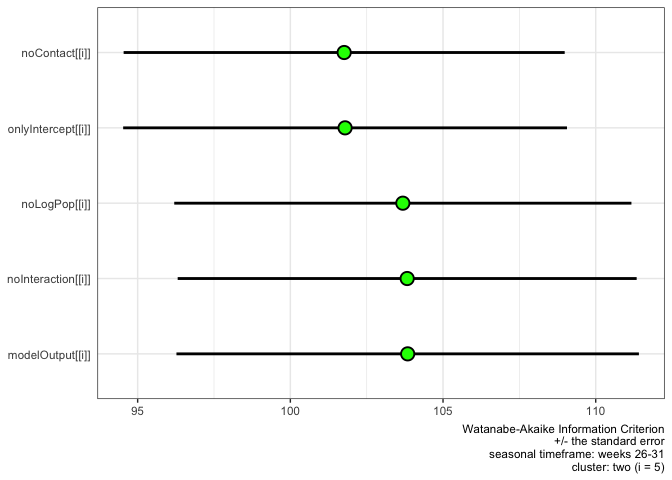 noContact[[i]]
onlyIntercept[[i]]
noLogPop[[i]]
noInteraction[[i]]
modelOutput[[i]]
95 100 105 110
Watanabe-Akaike Information Criterion
+/- the standard error
seasonal timeframe: weeks 26-31
cluster: two (i = 5)